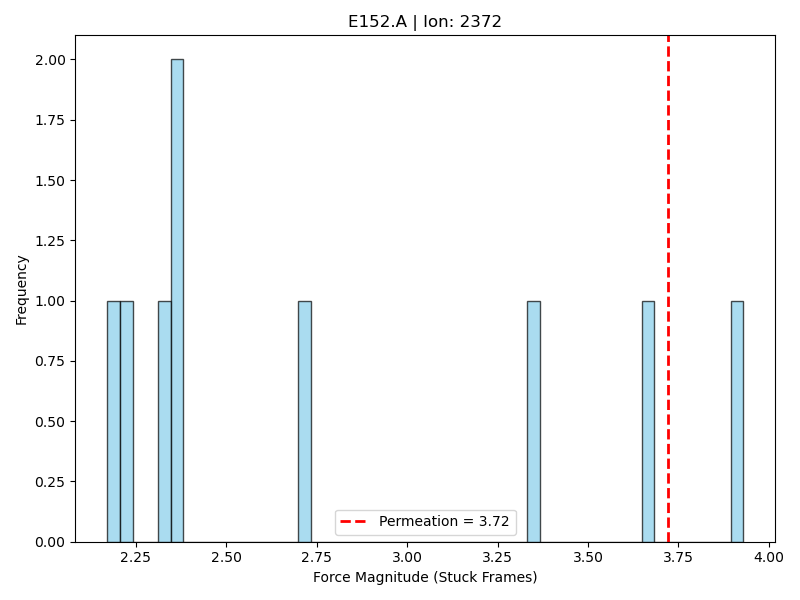 E152.A | Ion: 2372
Frequency
2.00
1.75
1.50
1.25
1.00
0.75
0.50
0.25
0.00
Permeation = 3.72
2.25 2.50 2.75 3.00 3.25 3.50 3.75 4.00
Force Magnitude (Stuck Frames)